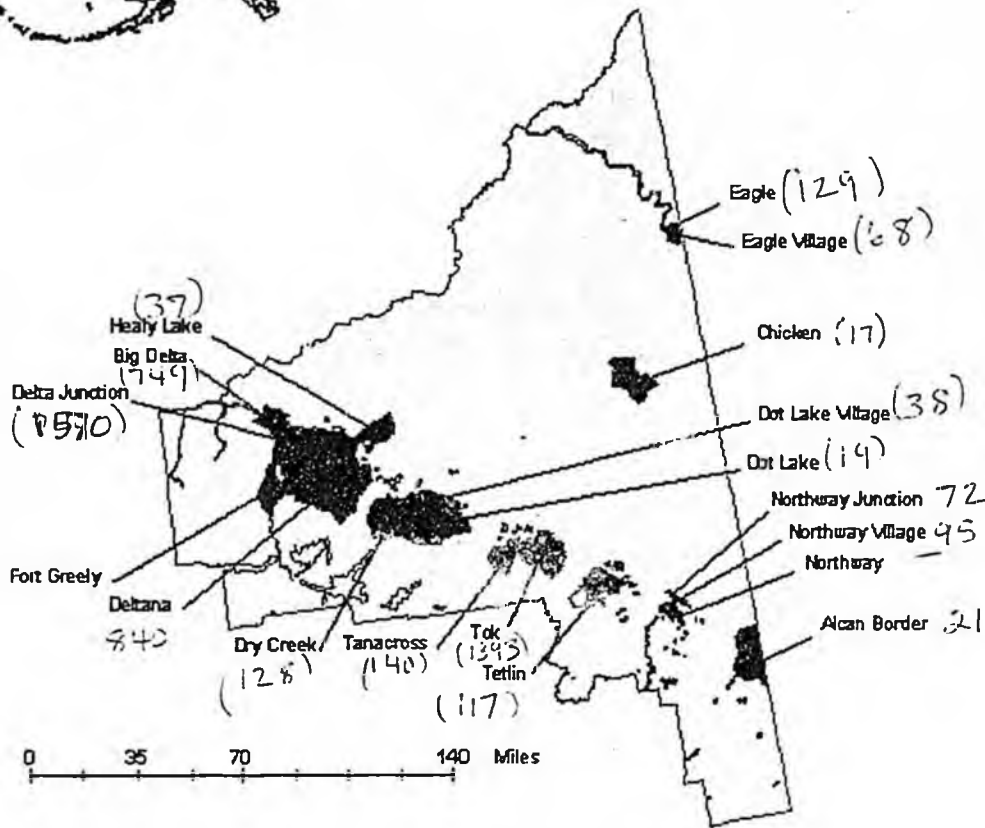 Eagle (129)
Eagle Village (68)
(37)
Healy Lake
Big Delta
(749)
Delta Junction
Chicken (17)
Dot Lake Village (38)
Dot Lake (19)
Northway Junction 72
Northway Village 95
Northway
Fort Greely
Deltana
840
Dry Creek
(128)
Tanacross
(140)
Tok
(1393)
Tetlin
(117)
Alcan Border 21
0 35 70 140 Miles